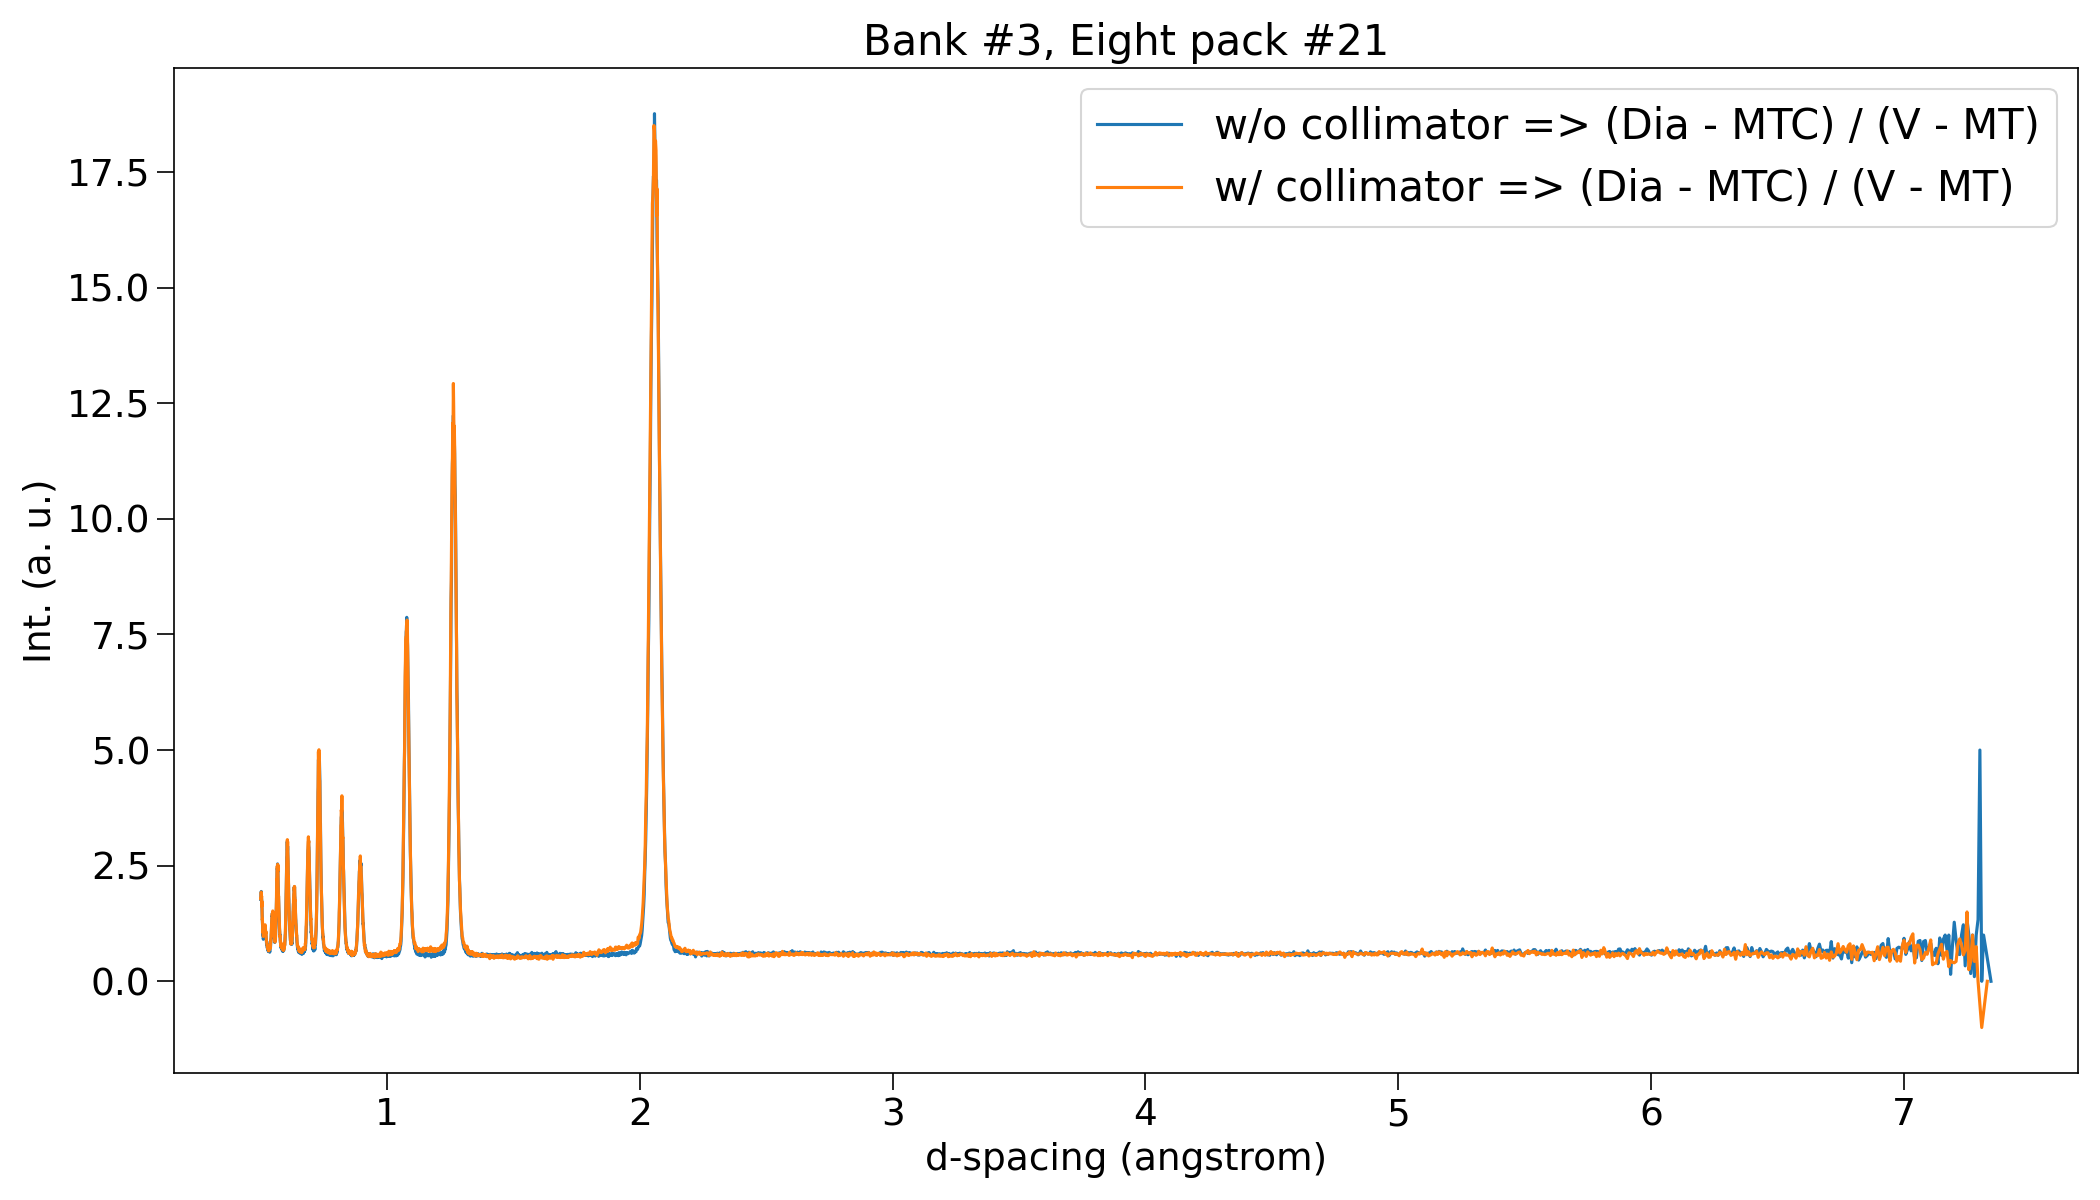 Bank #3, Eight pack #21
w/o collimator => (Dia - MTC) / (V - MT)
w/ collimator => (Dia - MTC) / (V - MT)
Int. (a. u.)
17.5
15.0
12.5
10.0
7.5
5.0
2.5
0.0
1 2 3 4 5 6 7
d-spacing (angstrom)